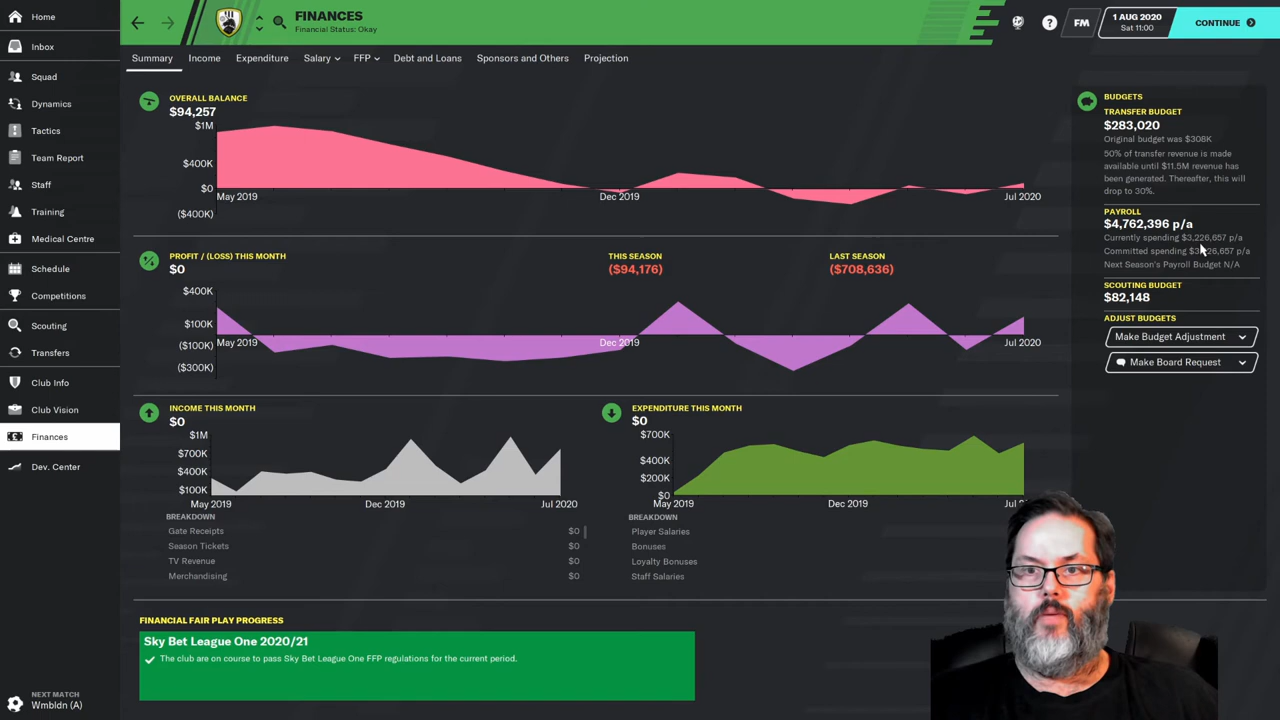 Home
Inbox
Squad
Dynamics
Tactics
Team Report
Staff
Training
Medical Centre
Schedule
Competitions
Scouting
Transfers
Club Info
Club Vision
Finances
Dev. Center
NEXT MATCH
Wmbldn (A)
FINANCES
Financial Status: Okay
FM
1 AUG 2020
Sat 11:00
CONTINUE
Summary
Income
Expenditure
Salary
FFP
Debt and Loans
Sponsors and Others
Projection
OVERALL BALANCE
$94,257
$1M
$400K
$0
($400K)
May 2019
Dec 2019
Jul 2020
PROFIT / (LOSS) THIS MONTH
$0
THIS SEASON
($94,176)
LAST SEASON
($708,636)
$400K
$100K
($100K)
($300K)
May 2019
Dec 2019
Jul 2020
INCOME THIS MONTH
$0
$1M
$700K
$400K
$100K
May 2019
Dec 2019
Jul 2020
BREAKDOWN
Gate Receipts $0
Season Tickets $0
TV Revenue $0
Merchandising $0
EXPENDITURE THIS MONTH
$0
$700K
$400K
$200K
$0
May 2019
Dec 2019
BREAKDOWN
Player Salaries
Bonuses
Loyalty Bonuses
Staff Salaries
FINANCIAL FAIR PLAY PROGRESS
Sky Bet League One 2020/21
The club are on course to pass Sky Bet League One FFP regulations for the current period.
BUDGETS
TRANSFER BUDGET
$283,020
Original budget was $308K
50% of transfer revenue is made
available until $11.5M revenue has
been generated. Thereafter, this will
drop to 30%.
PAYROLL
$4,762,396 p/a
Currently spending $3,226,657 p/a
Committed spending p/a
Next Season's Payroll Budget N/A
SCOUTING BUDGET
$82,148
ADJUST BUDGETS
Make Budget Adjustment
Make Board Request